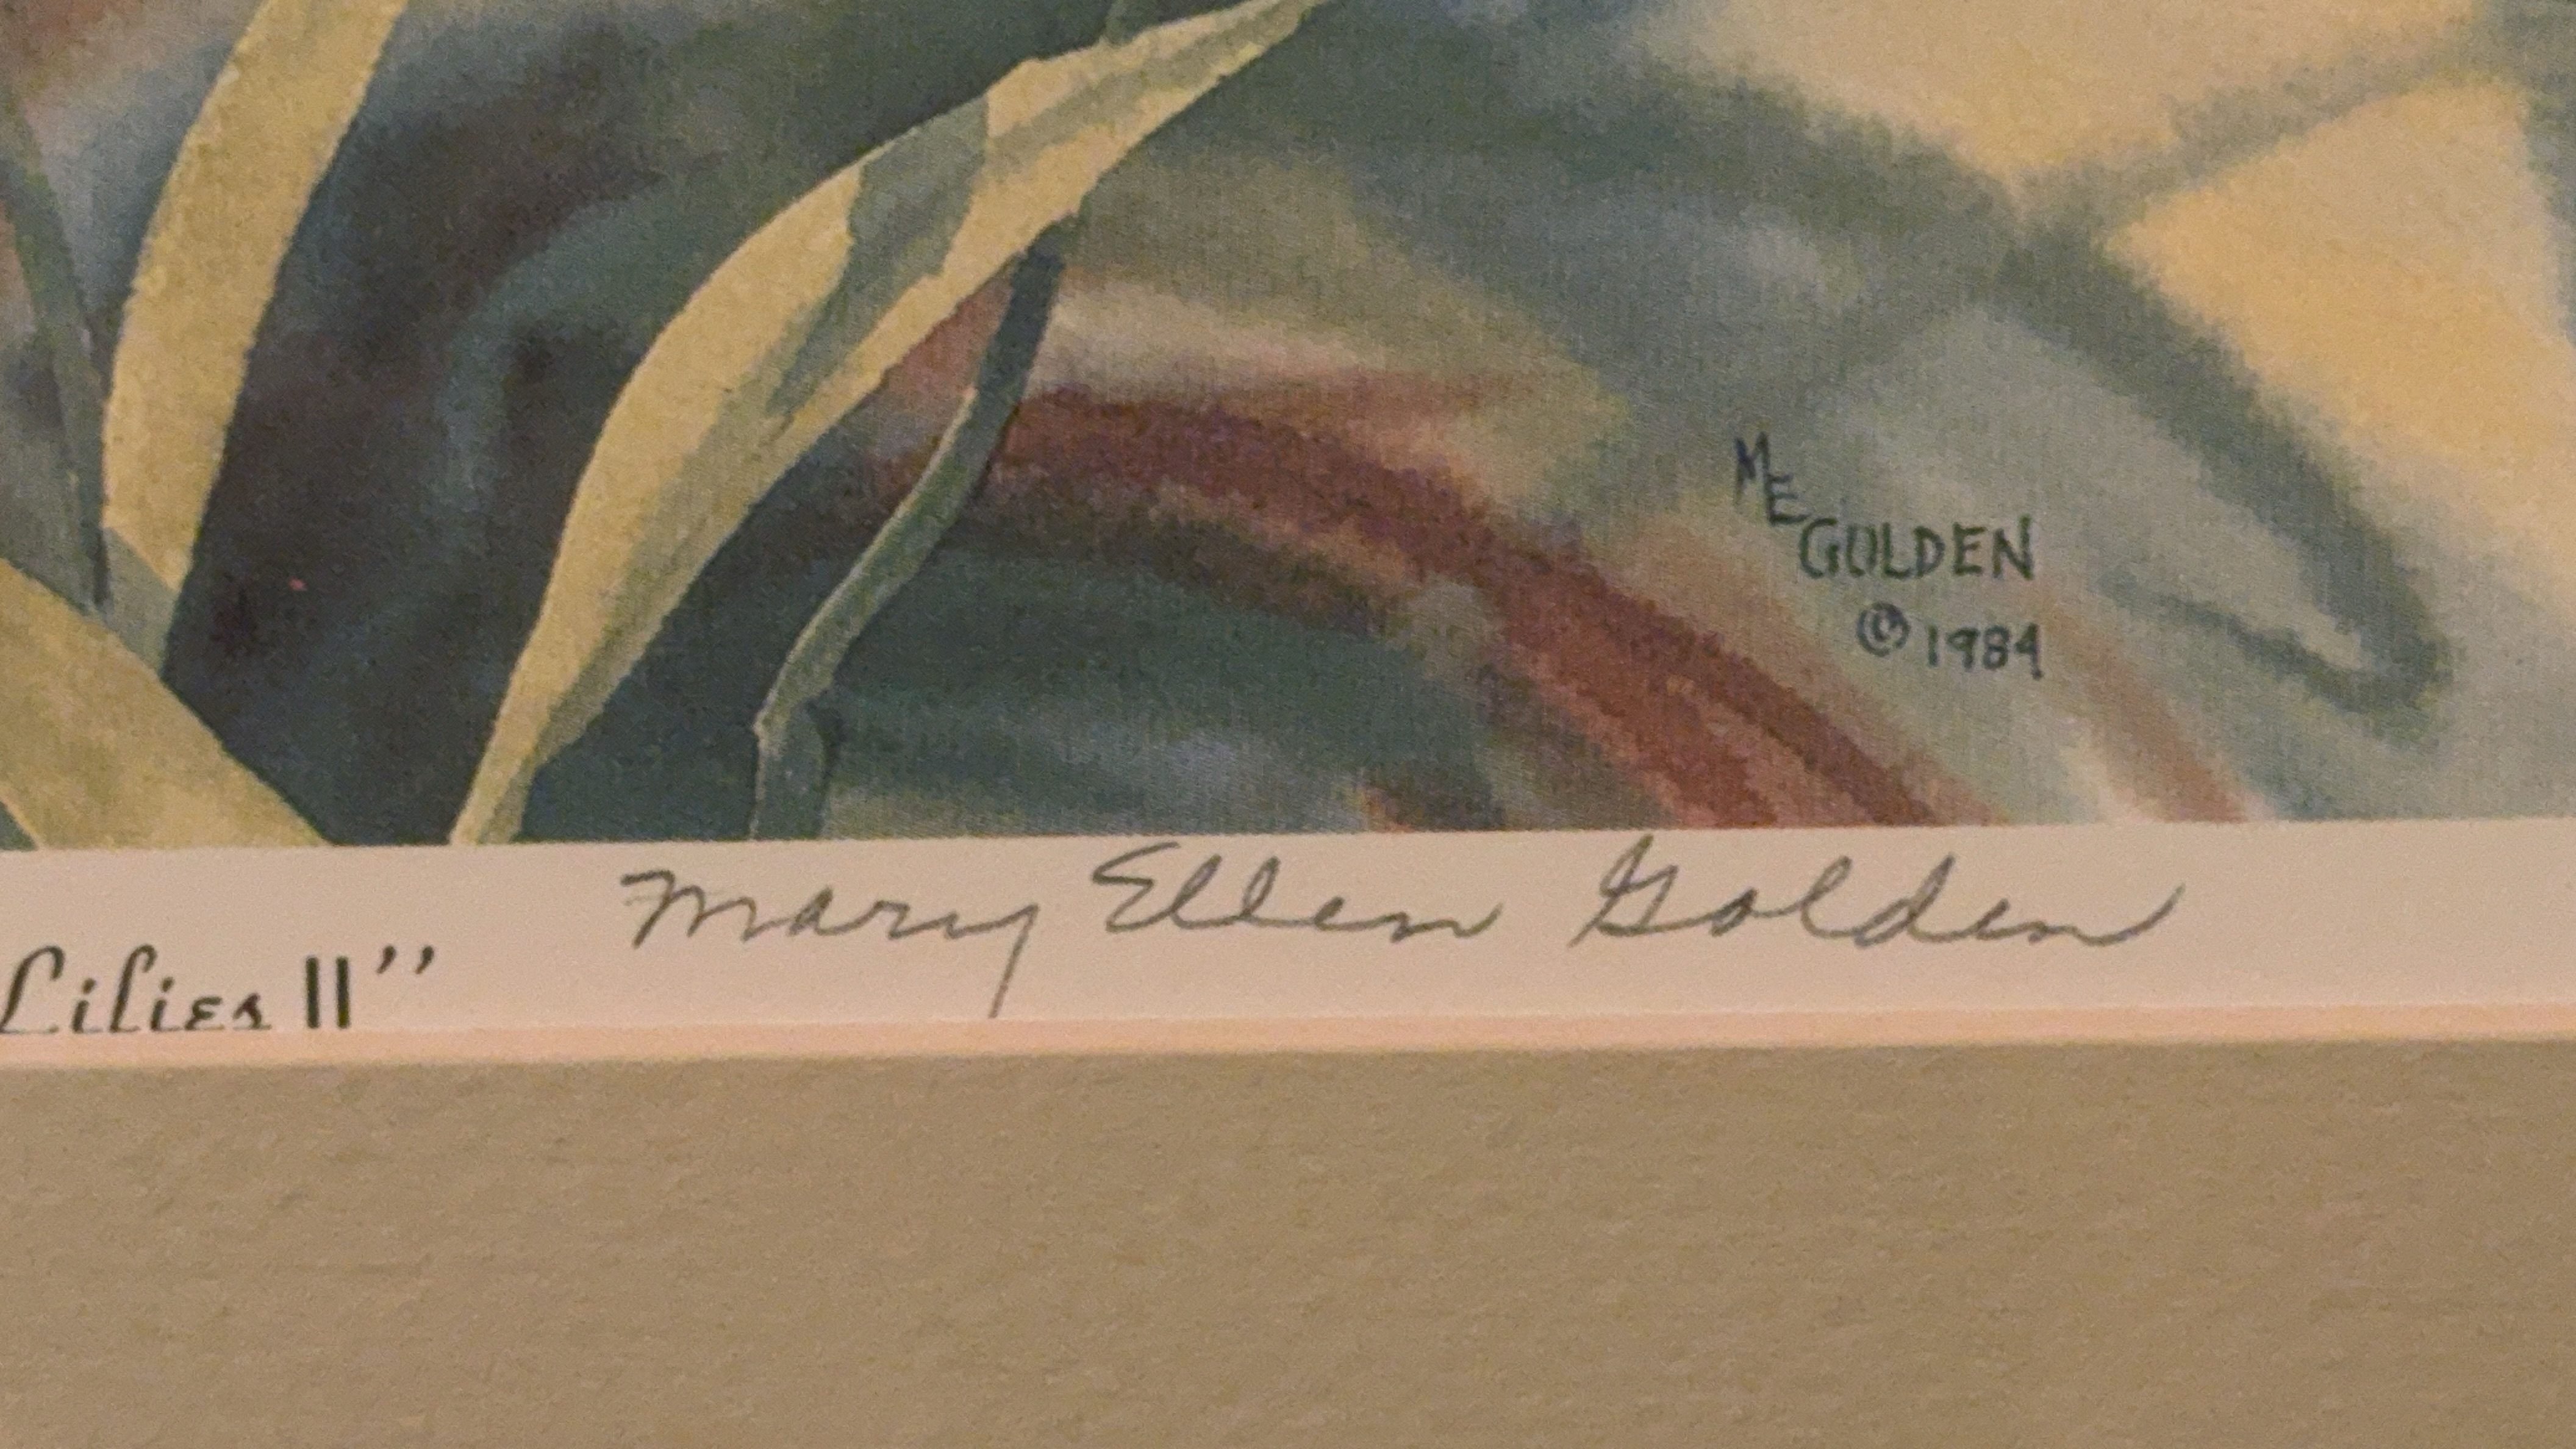 ME
GOLDEN
© 1984
Mary Ellen Golden
Lilies II”